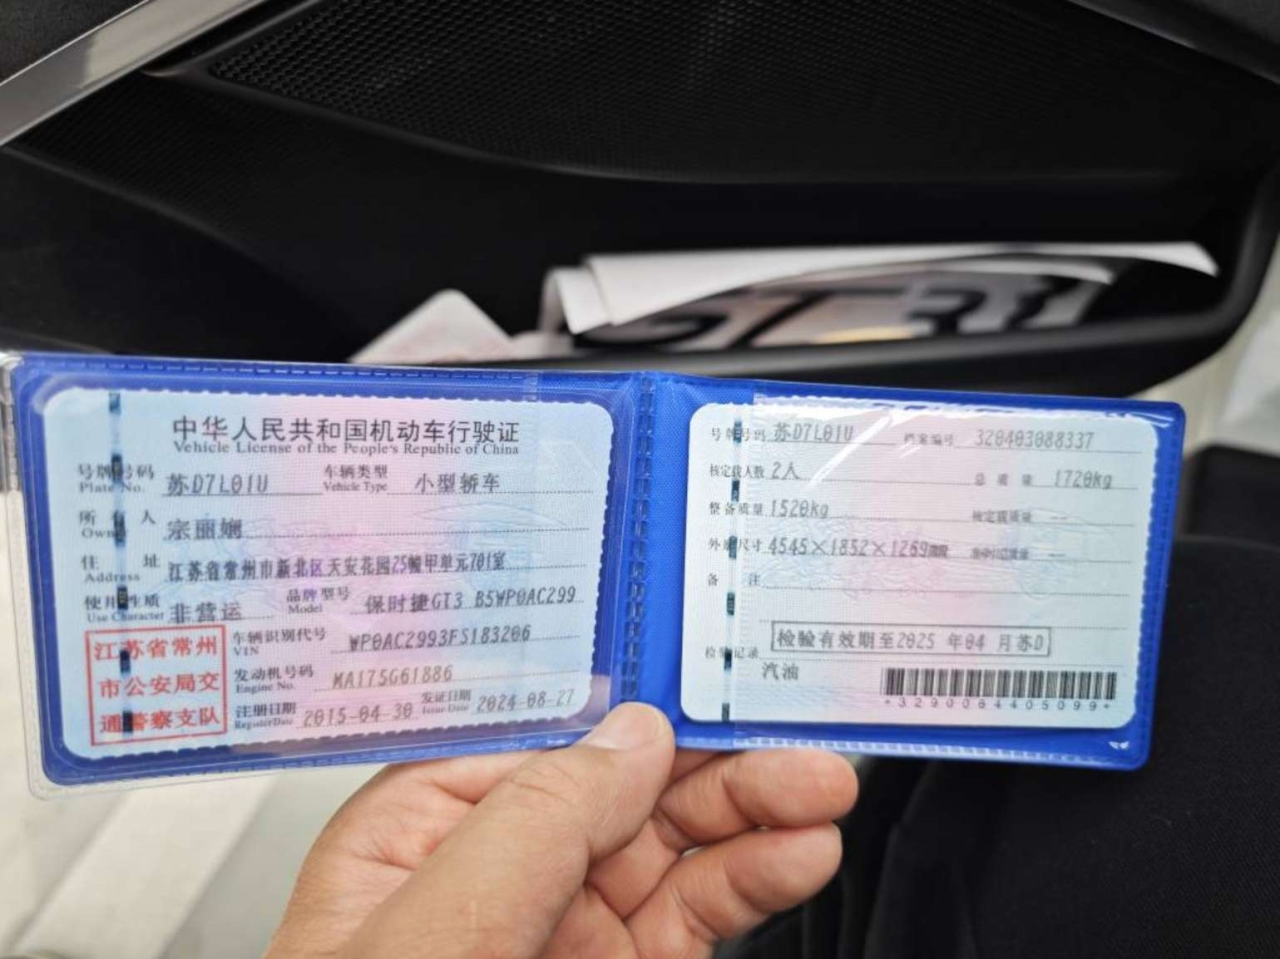 中华人民共和国机动车行驶证
Vehicle License of the People's Republic of China
号牌号码 苏D7L01U 车辆类型 小型轿车
Plate No. Vehicle Type
所有人 宗丽娴
Owner
住址 江苏省常州市新北区天安花园25幢甲单元701室
Address
使用性质 非营运 品牌型号 保时捷GT3 BSWP0AC299
Use Character Model
江苏省常州
市公安局交
通警察支队
车辆识别代号 WP0AC2993FS183206
VIN
发动机号码 MA175G61886
Engine No.
注册日期 2015-04-30 发证日期 2024-08-27
Register Date Issue Date
号牌号码 苏D7L01U 档案编号 320403088337
核定载人数 2人 总质量 1720kg
整备质量 1520kg 核定载质量 --
外廓尺寸 4545×1852×1269 --
备注
检验有效期至2025年04月苏D
检验记录
汽油
*3290064405099*
GT3